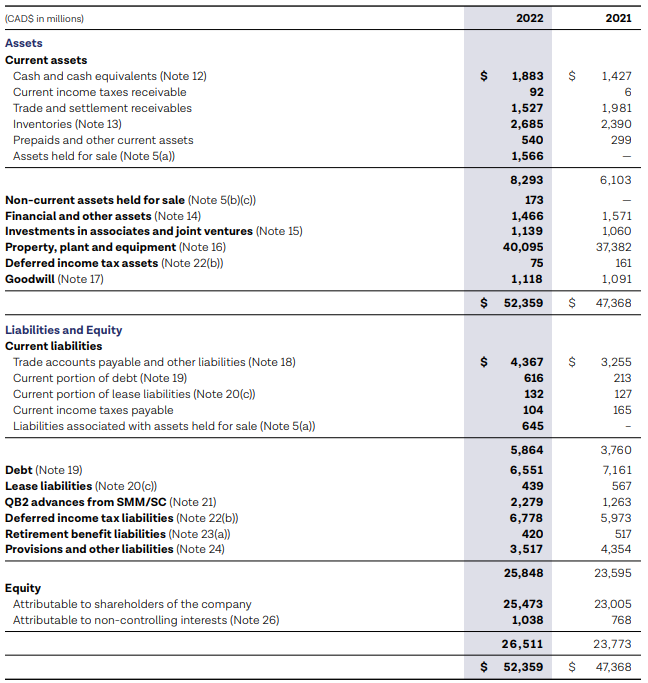 (CAD$ in millions) 2022 2021
Assets
Current assets
Cash and cash equivalents (Note 12) $ 1,883 $ 1,427
Current income taxes receivable 92 6
Trade and settlement receivables 1,527 1,981
Inventories (Note 13) 2,685 2,390
Prepaids and other current assets 540 299
Assets held for sale (Note 5(a)) 1,566 —
8,293 6,103
Non-current assets held for sale (Note 5(b)(c)) 173 —
Financial and other assets (Note 14) 1,466 1,571
Investments in associates and joint ventures (Note 15) 1,139 1,060
Property, plant and equipment (Note 16) 40,095 37,382
Deferred income tax assets (Note 22(b)) 75 161
Goodwill (Note 17) 1,118 1,091
$ 52,359 $ 47,368
Liabilities and Equity
Current liabilities
Trade accounts payable and other liabilities (Note 18) $ 4,367 $ 3,255
Current portion of debt (Note 19) 616 213
Current portion of lease liabilities (Note 20(c)) 132 127
Current income taxes payable 104 165
Liabilities associated with assets held for sale (Note 5(a)) 645 –
5,864 3,760
Debt (Note 19) 6,551 7,161
Lease liabilities (Note 20(c)) 439 567
QB2 advances from SMM/SC (Note 21) 2,279 1,263
Deferred income tax liabilities (Note 22(b)) 6,778 5,973
Retirement benefit liabilities (Note 23(a)) 420 517
Provisions and other liabilities (Note 24) 3,517 4,354
25,848 23,595
Equity
Attributable to shareholders of the company 25,473 23,005
Attributable to non-controlling interests (Note 26) 1,038 768
26,511 23,773
$ 52,359 $ 47,368